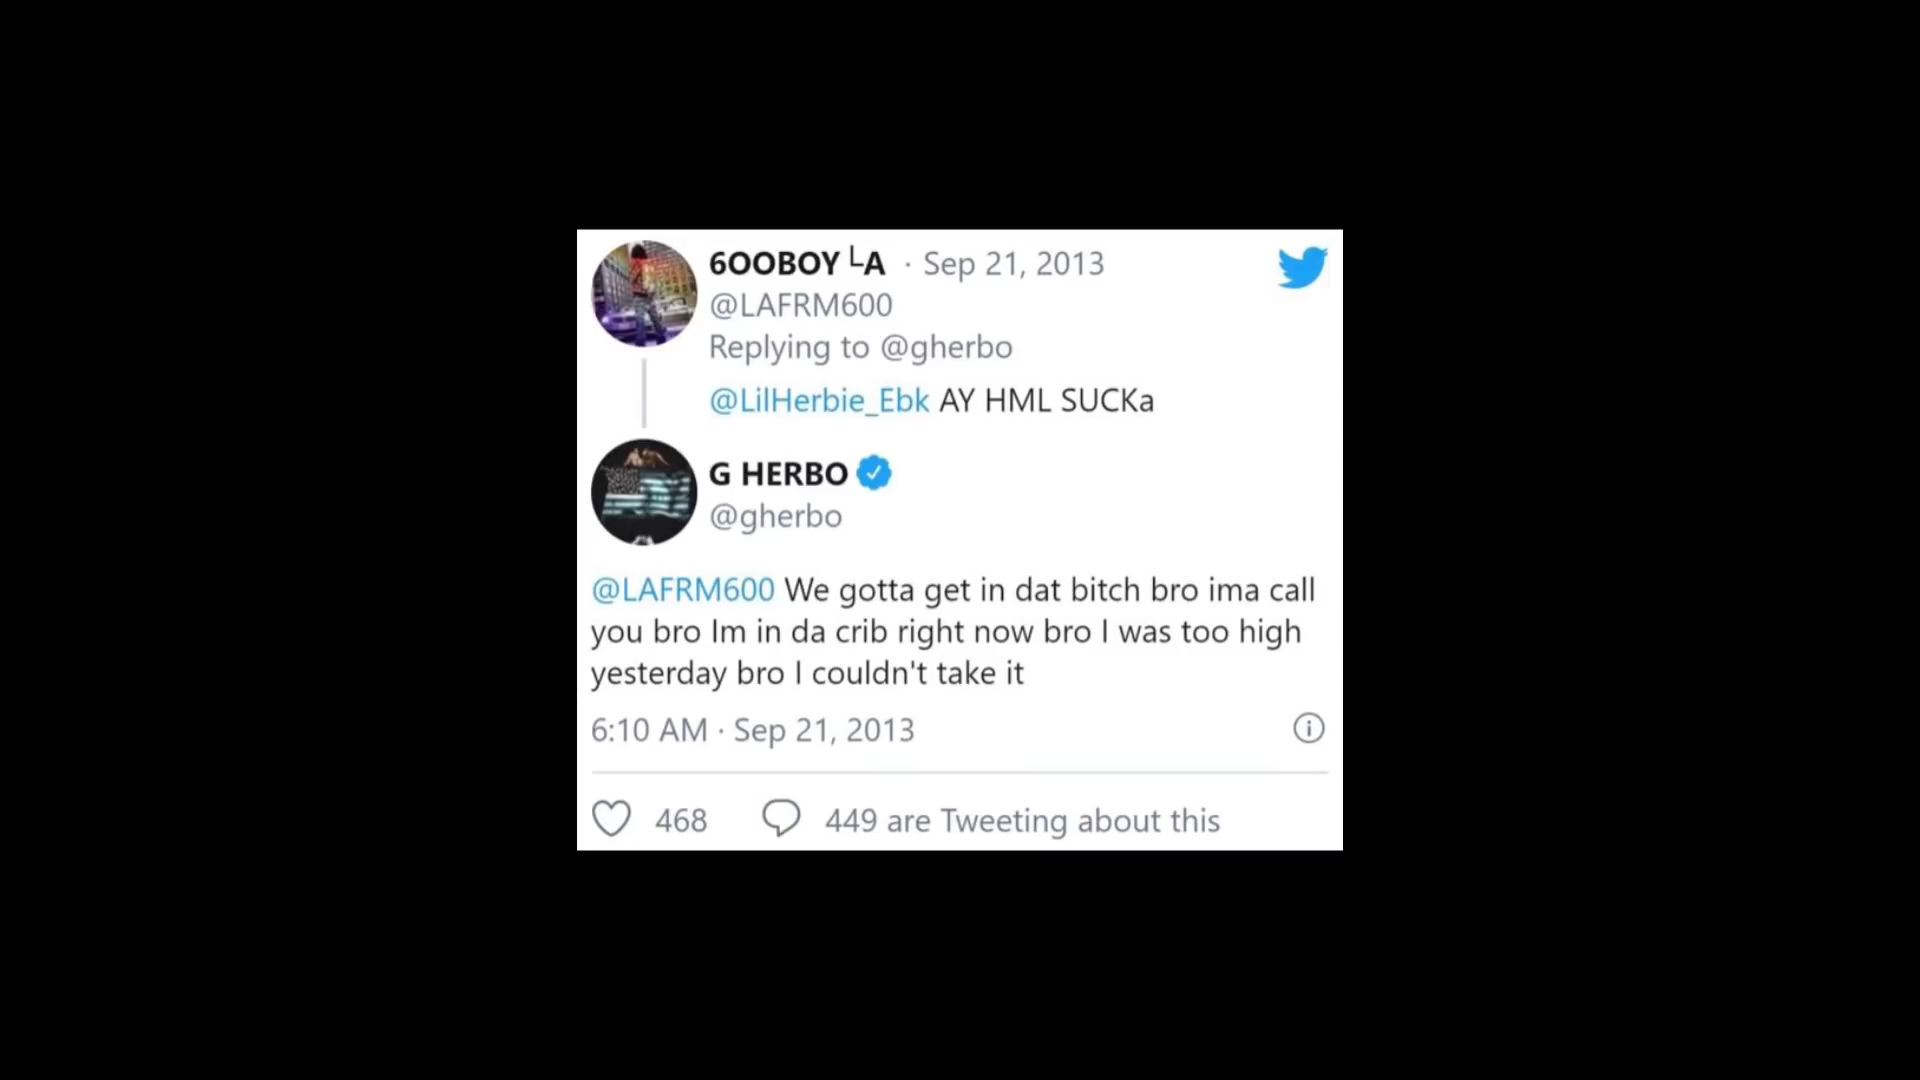 6OOBOY └A · Sep 21, 2013
@LAFRM600
Replying to @gherbo
@LilHerbie_Ebk AY HML SUCKa
G HERBO
@gherbo
@LAFRM600 We gotta get in dat bitch bro ima call
you bro Im in da crib right now bro I was too high
yesterday bro I couldn't take it
6:10 AM · Sep 21, 2013
468 449 are Tweeting about this